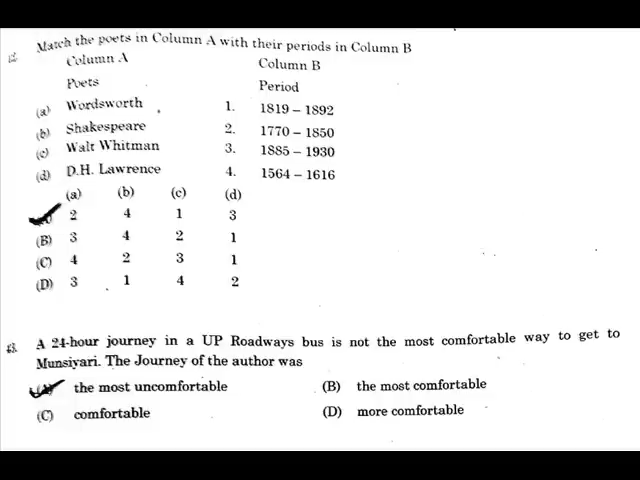 Match the poets in Column A with their periods in Column B
Column A Column B
Poets Period
(a) Wordsworth 1. 1819 – 1892
(b) Shakespeare 2. 1770 – 1850
(c) Walt Whitman 3. 1885 – 1930
(d) D.H. Lawrence 4. 1564 – 1616
(a) (b) (c) (d)
2 4 1 3
(B) 3 4 2 1
(C) 4 2 3 1
(D) 3 1 4 2
43. A 24-hour journey in a UP Roadways bus is not the most comfortable way to get to
Munsiyari. The Journey of the author was
the most uncomfortable (B) the most comfortable
(C) comfortable (D) more comfortable